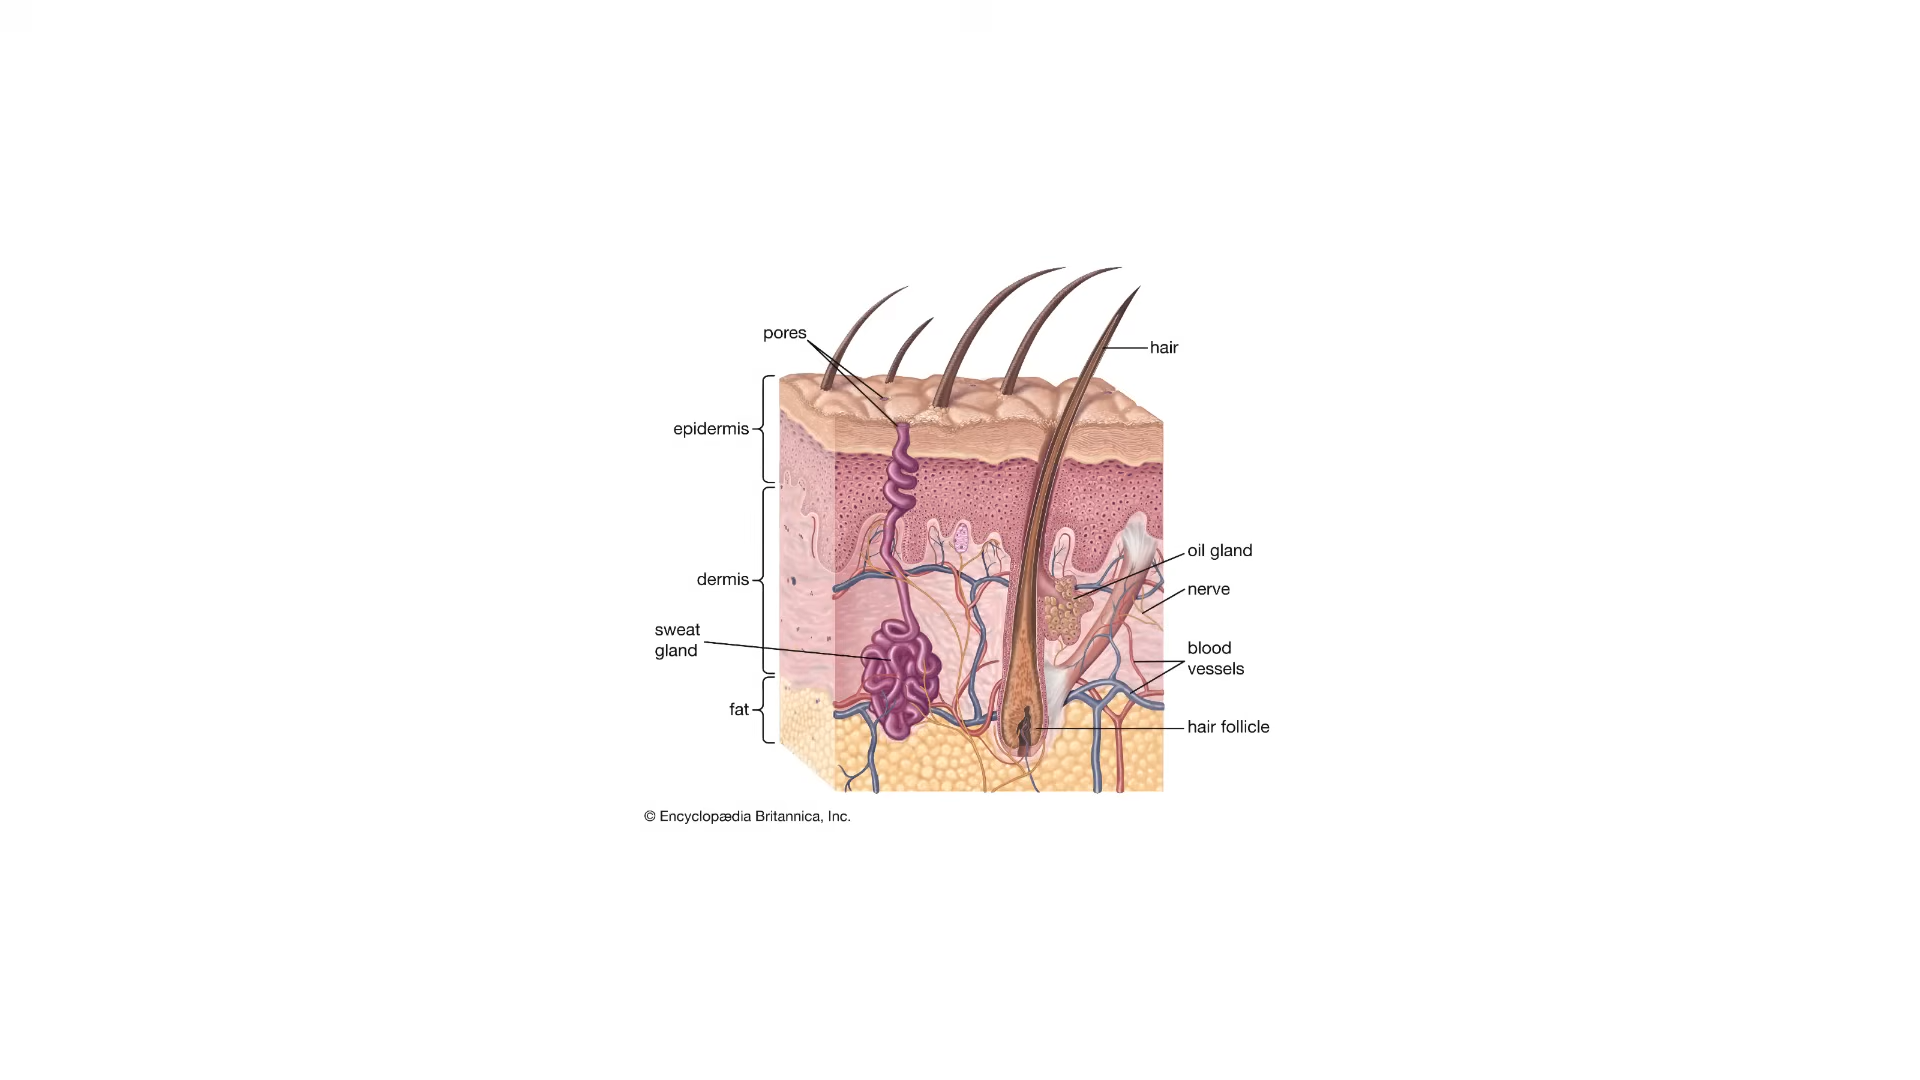 pores
hair
epidermis
oil gland
dermis
nerve
sweat
gland
blood
vessels
fat
hair follicle
© Encyclopædia Britannica, Inc.